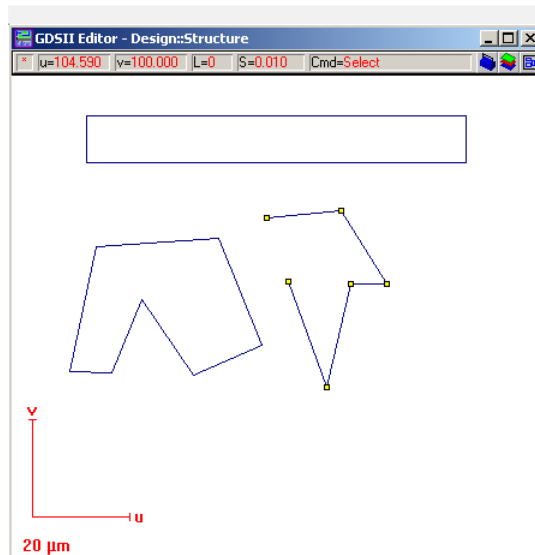 GDSII Editor - Design::Structure
* u=104.590 v=100.000 L=0 S=0.010 Cmd=Select
v
u
20 µm